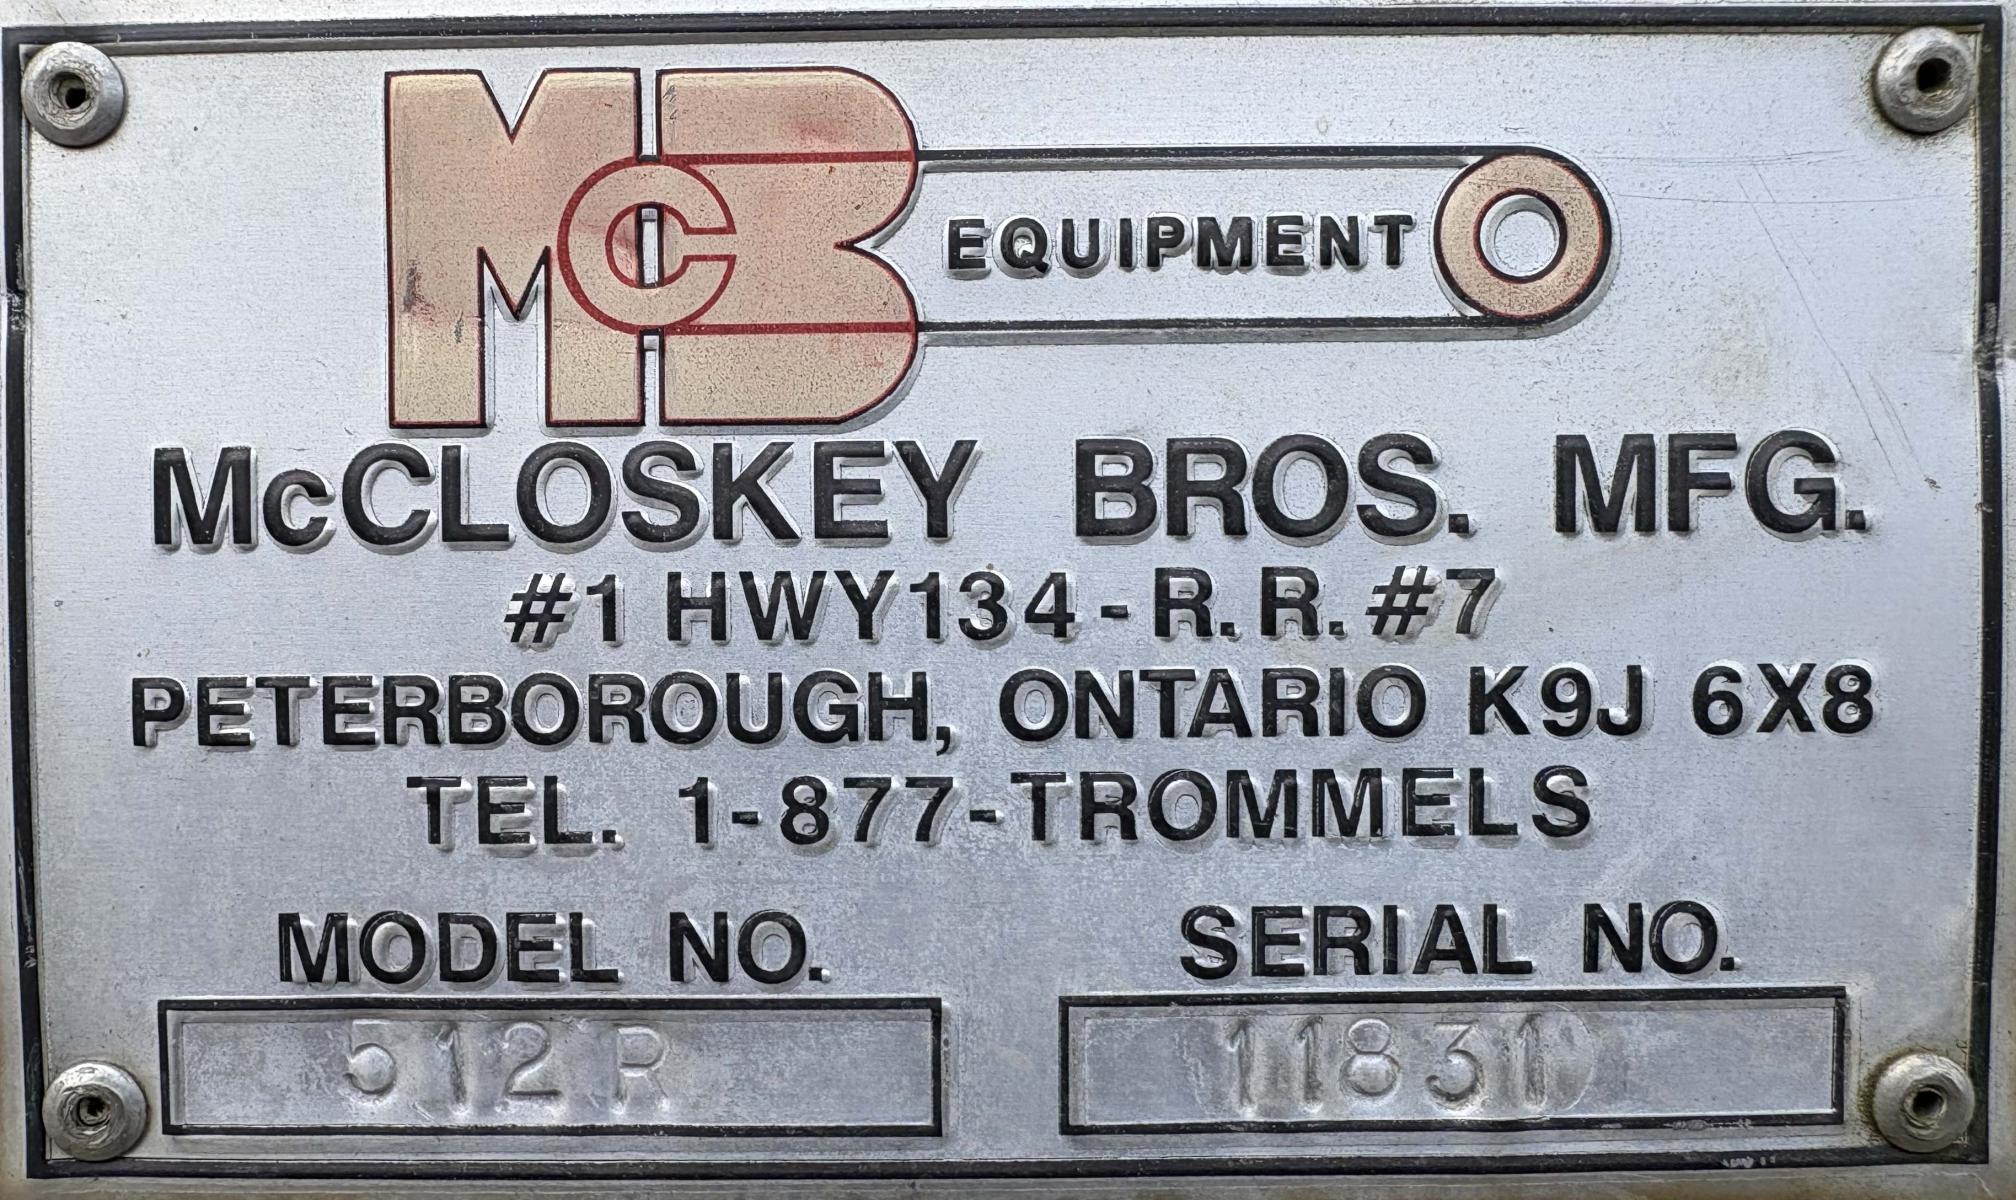 McB EQUIPMENT
McCLOSKEY BROS. MFG.
#1 HWY134-R.R.#7
PETERBOROUGH, ONTARIO K9J 6X8
TEL. 1-877-TROMMELS
MODEL NO. SERIAL NO.
512R 11831